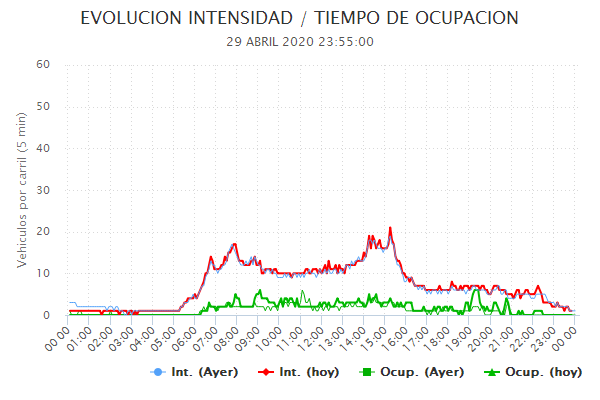 EVOLUCION INTENSIDAD / TIEMPO DE OCUPACION
29 ABRIL 2020 23:55:00
Vehiculos por carril (5 min)
60
50
40
30
20
10
0
00:00 01:00 02:00 03:00 04:00 05:00 06:00 07:00 08:00 09:00 10:00 11:00 12:00 13:00 14:00 15:00 16:00 17:00 18:00 19:00 20:00 21:00 22:00 23:00 00:00
Int. (Ayer) Int. (hoy) Ocup. (Ayer) Ocup. (hoy)